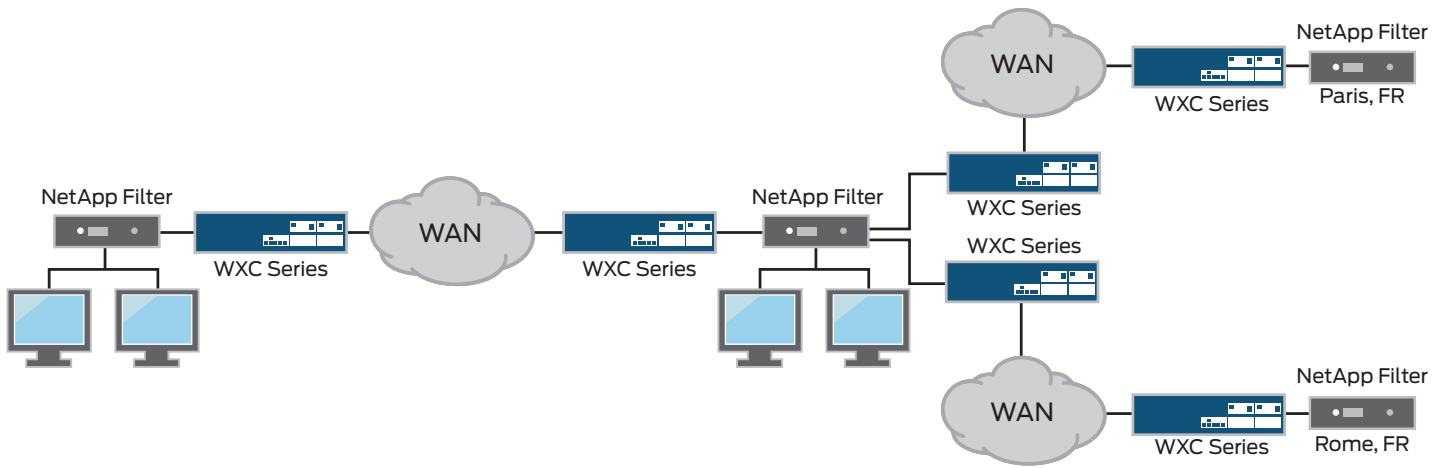 NetApp Filter
WAN
WXC Series
Paris, FR
NetApp Filter
WXC Series
WAN
WXC Series
NetApp Filter
WXC Series
WXC Series
WAN
WXC Series
NetApp Filter
Rome, FR